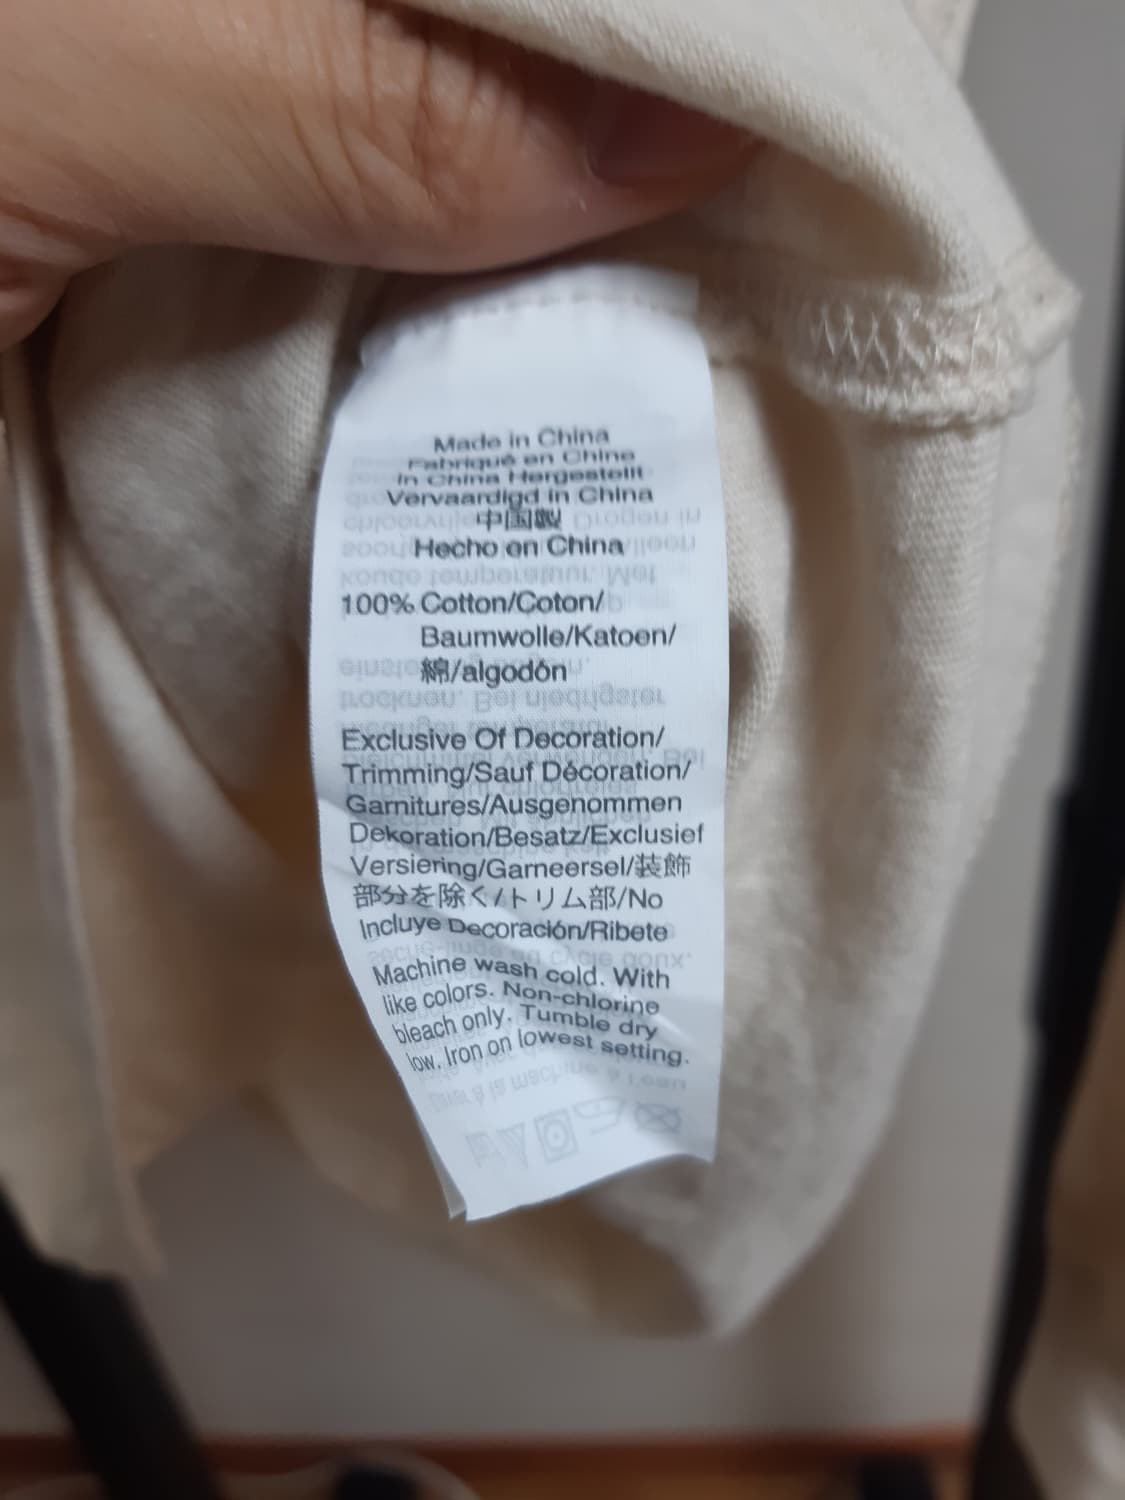 Made in China
Fabriqué en Chine
In China Hergestellt
Vervaardigd in China
中国製
Hecho en China
100% Cotton/Coton/
Baumwolle/Katoen/
綿/algodón
Exclusive Of Decoration/
Trimming/Sauf Décoration/
Garnitures/Ausgenommen
Dekoration/Besatz/Exclusief
Versiering/Garneersel/装飾
部分を除く/トリム部/No
Incluye Decoración/Ribete
Machine wash cold. With
like colors. Non-chlorine
bleach only. Tumble dry
low. Iron on lowest setting.